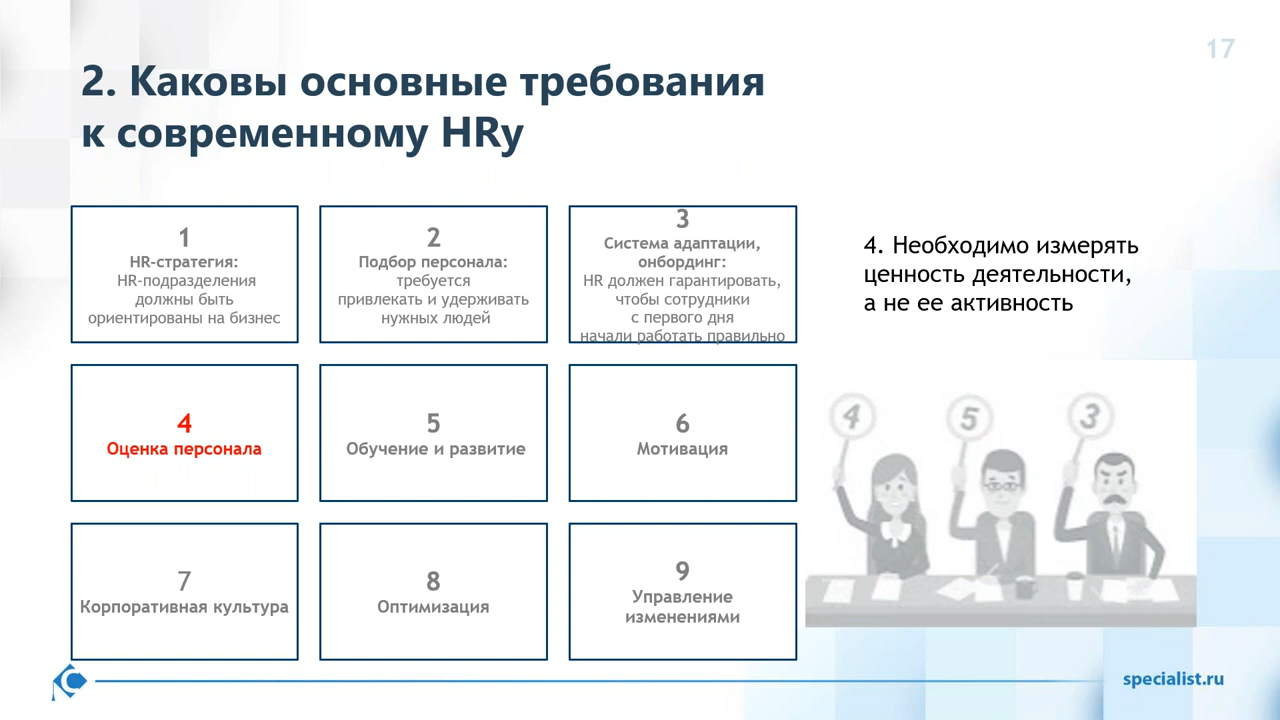 17
2. Каковы основные требования
к современному HRу
1
HR-стратегия:
HR-подразделения
должны быть
ориентированы на бизнес
2
Подбор персонала:
требуется
привлекать и удерживать
нужных людей
3
Система адаптации,
онбординг:
HR должен гарантировать,
чтобы сотрудники
с первого дня
начали работать правильно
4. Необходимо измерять
ценность деятельности,
а не ее активность
4
Оценка персонала
5
Обучение и развитие
6
Мотивация
4
5
3
7
Корпоративная культура
8
Оптимизация
9
Управление
изменениями
specialist.ru